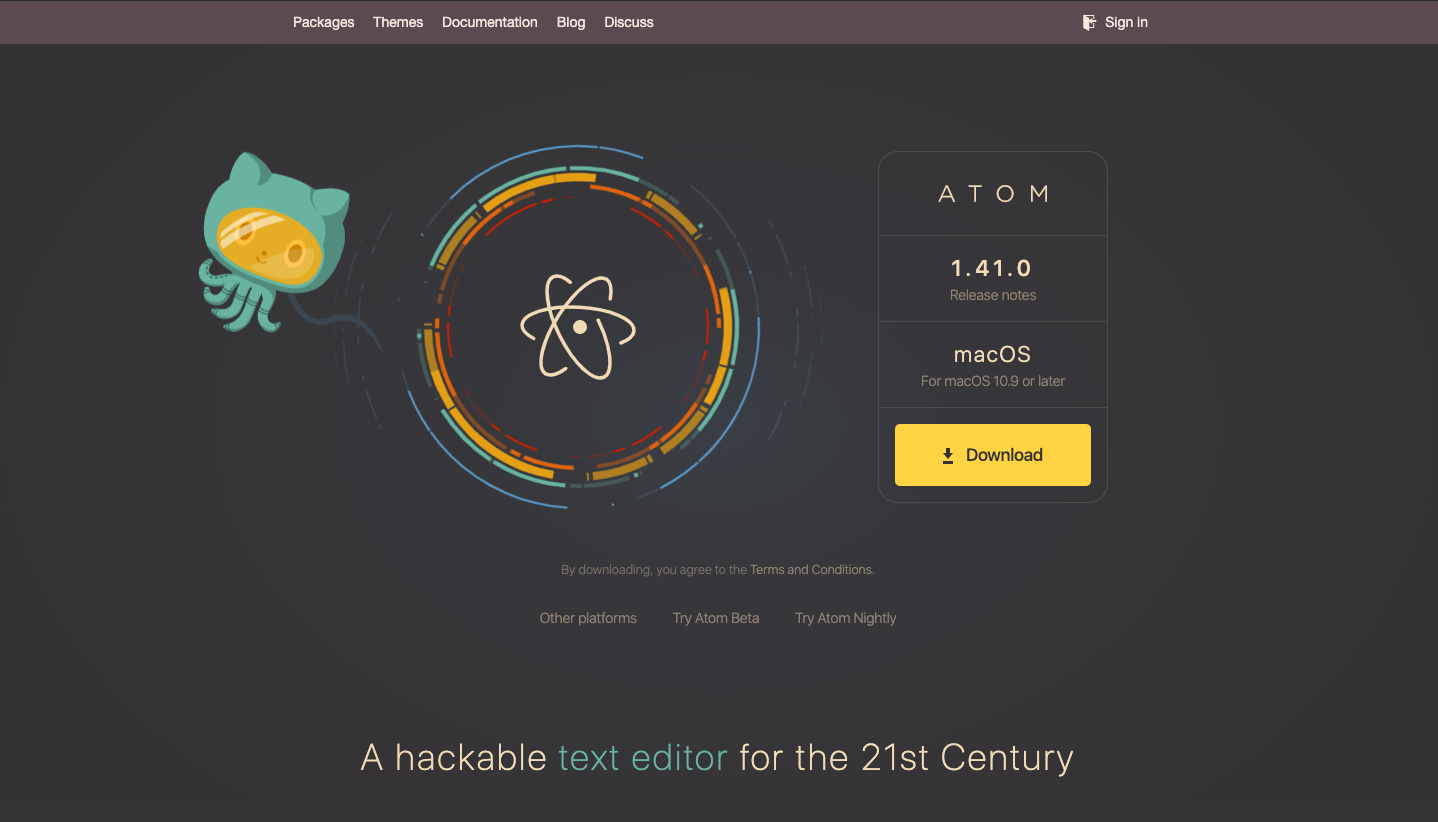 Packages Themes Documentation Blog Discuss Sign in
ATOM
1.41.0
Release notes
macOS
For macOS 10.9 or later
Download
By downloading, you agree to the Terms and Conditions.
Other platforms Try Atom Beta Try Atom Nightly
A hackable text editor for the 21st Century